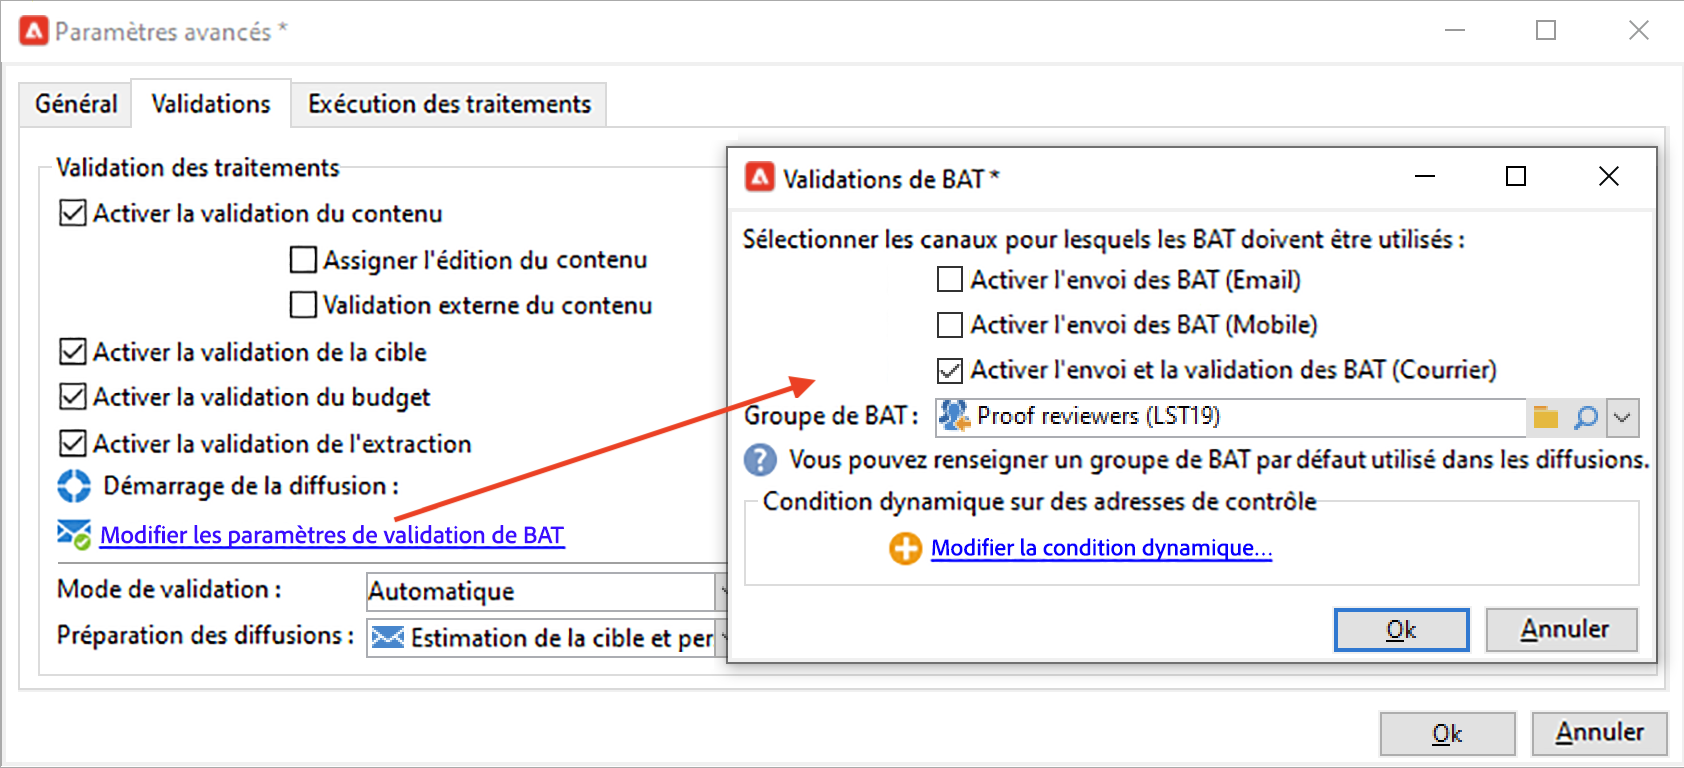 Paramètres avancés *
Général
Validations
Exécution des traitements
Validation des traitements
Activer la validation du contenu
Assigner l'édition du contenu
Validation externe du contenu
Activer la validation de la cible
Activer la validation du budget
Activer la validation de l'extraction
Démarrage de la diffusion :
Modifier les paramètres de validation de BAT
Mode de validation :
Automatique
Préparation des diffusions :
Estimation de la cible et per
Validations de BAT *
Sélectionner les canaux pour lesquels les BAT doivent être utilisés :
Activer l'envoi des BAT (Email)
Activer l'envoi des BAT (Mobile)
Activer l'envoi et la validation des BAT (Courrier)
Groupe de BAT :
Proof reviewers (LST19)
Vous pouvez renseigner un groupe de BAT par défaut utilisé dans les diffusions.
Condition dynamique sur des adresses de contrôle
Modifier la condition dynamique...
Ok
Annuler
Ok
Annuler